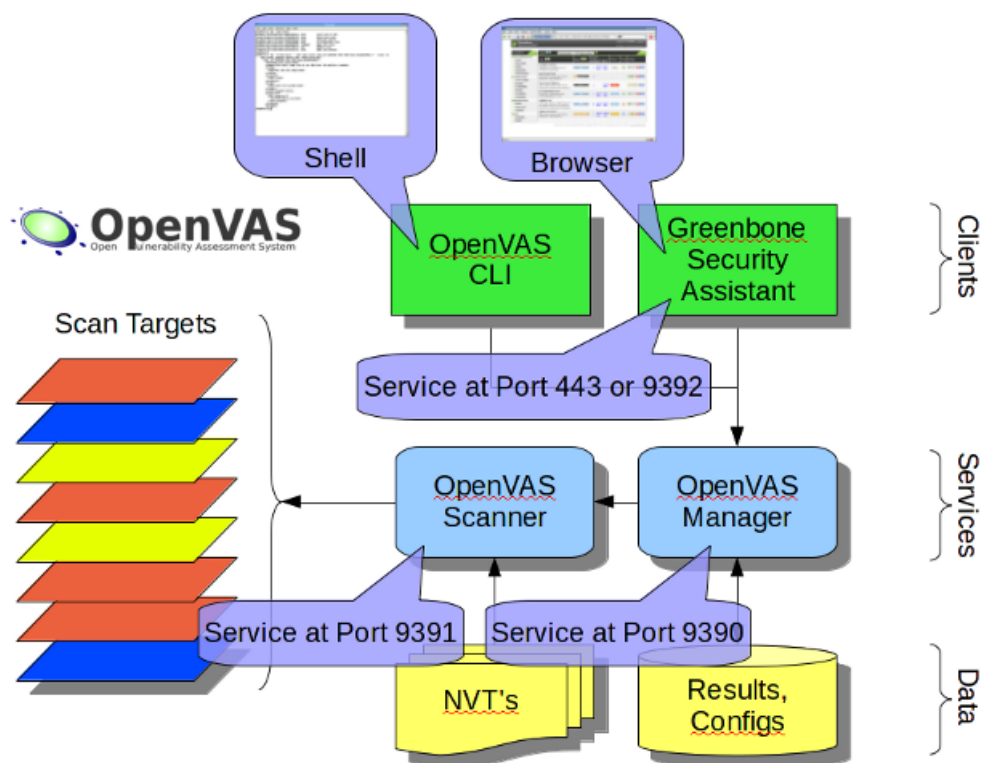 Shell
Browser
OpenVAS
Open Vulnerability Assessment System
OpenVAS
CLI
Greenbone
Security
Assistant
Clients
Scan Targets
Service at Port 443 or 9392
OpenVAS
Scanner
OpenVAS
Manager
Services
Service at Port 9391
Service at Port 9390
NVT's
Results,
Configs
Data